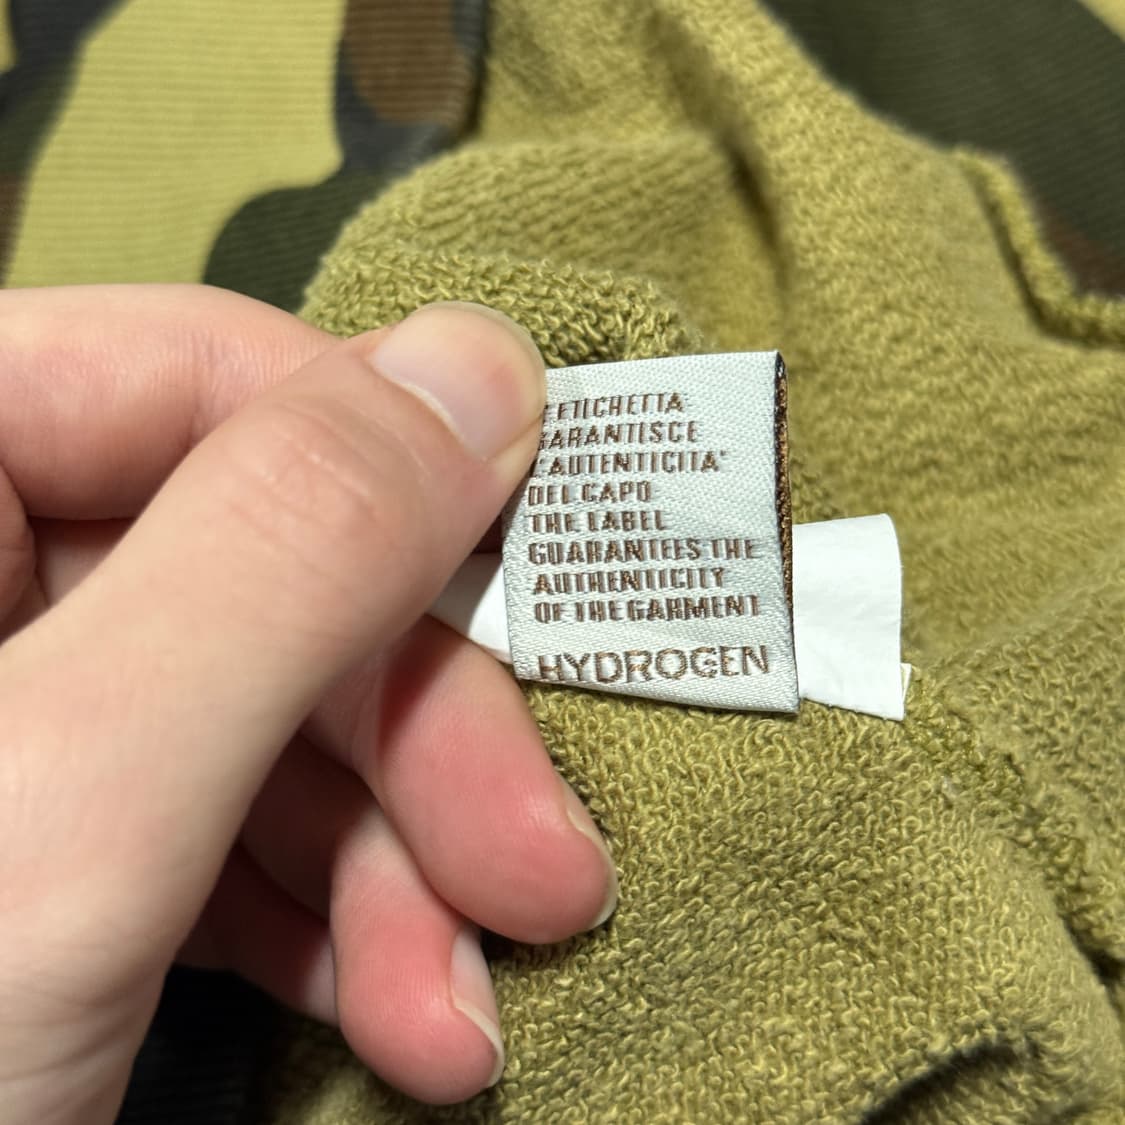 L'ETICHETTA
GARANTISCE
L'AUTENTICITA'
DEL CAPO
THE LABEL
GUARANTEES THE
AUTHENTICITY
OF THE GARMENT
HYDROGEN